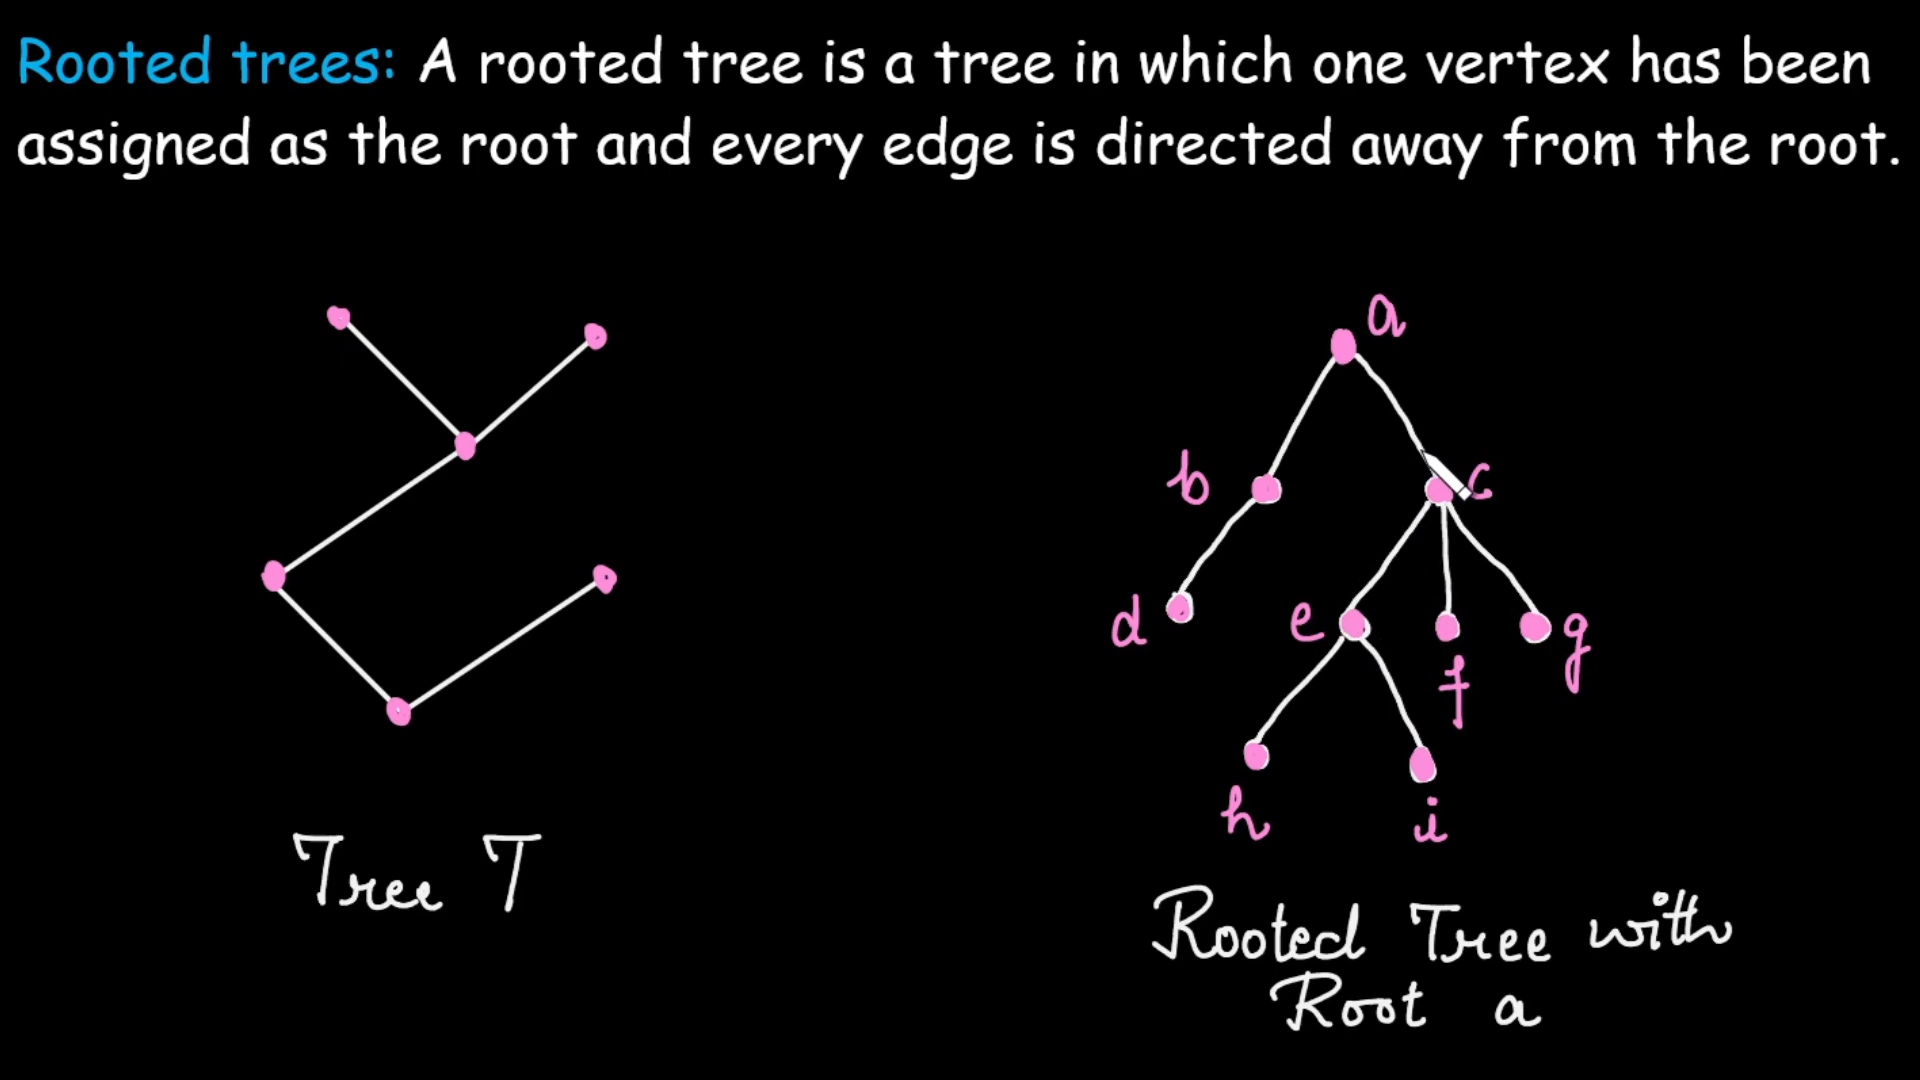 Rooted trees: A rooted tree is a tree in which one vertex has been
assigned as the root and every edge is directed away from the root.
a
b
c
d
e
f
g
h
i
Tree T
Rooted Tree with
Root a